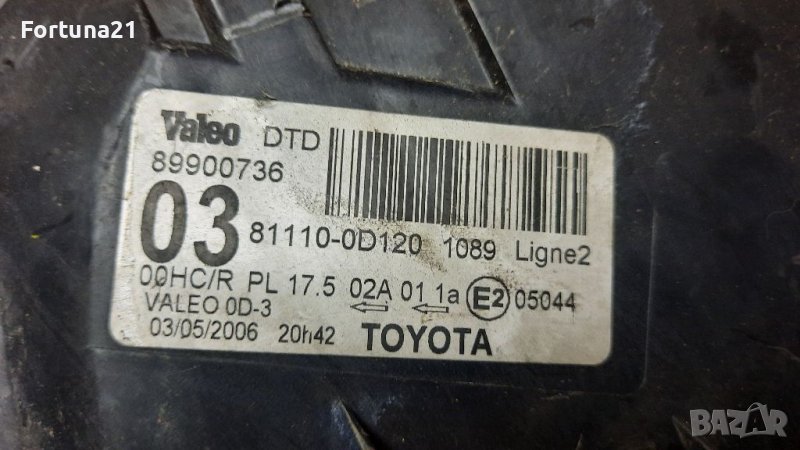 Fortuna21
Valeo DTD
89900736
03 81110-0D120 1089 Ligne2
00HC/R PL 17.5 02A 01 1a E2 05044
VALEO 0D-3
03/05/2006 20h42 TOYOTA
BAZAR